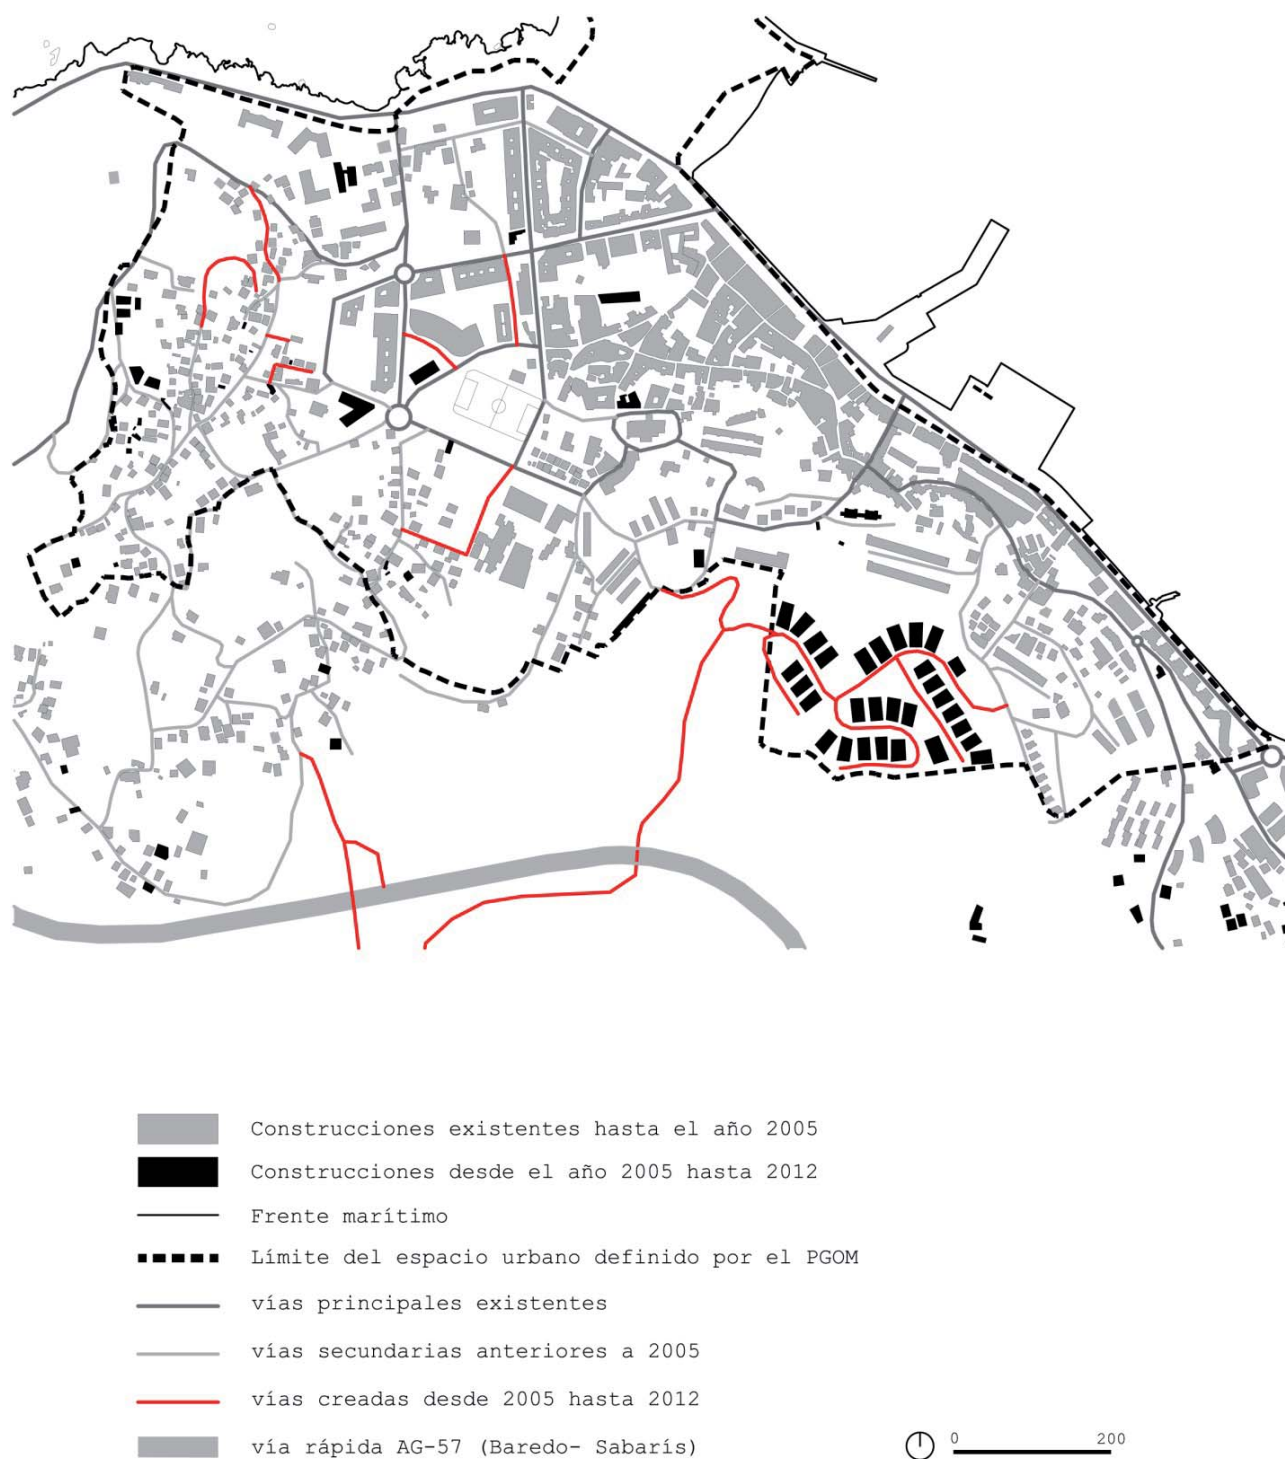 Construcciones existentes hasta el año 2005
Construcciones desde el año 2005 hasta 2012
Frente marítimo
Límite del espacio urbano definido por el PGOM
vías principales existentes
vías secundarias anteriores a 2005
vías creadas desde 2005 hasta 2012
vía rápida AG-57 (Baredo- Sabarís)
0 200